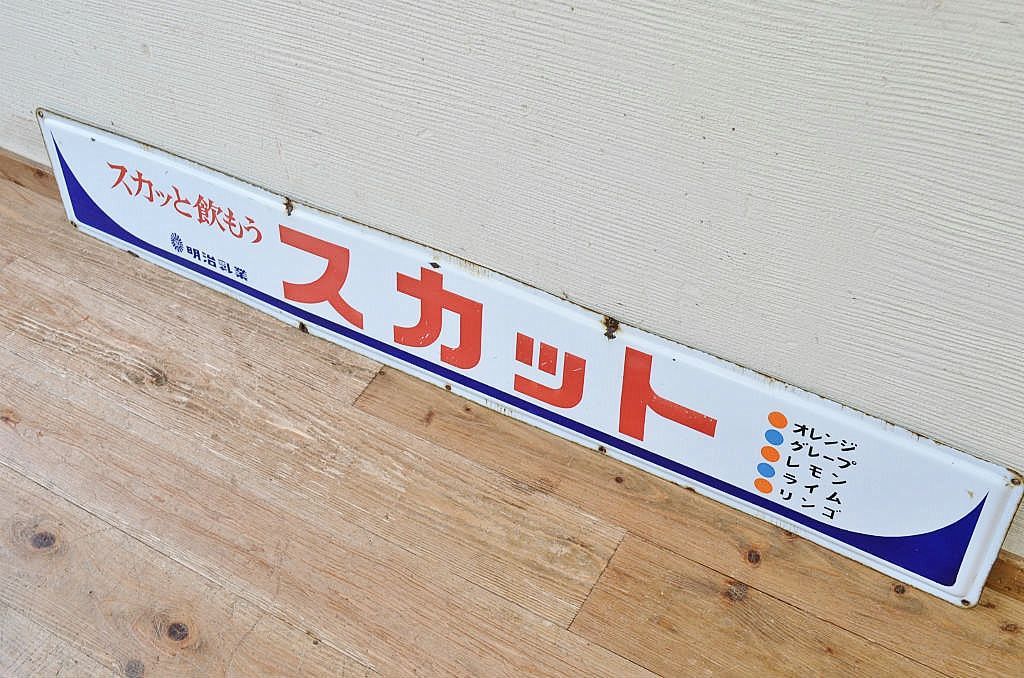 スカッと飲もう
明治乳業
スカット
オレンジ
グレープ
レモン
ライム
リンゴ